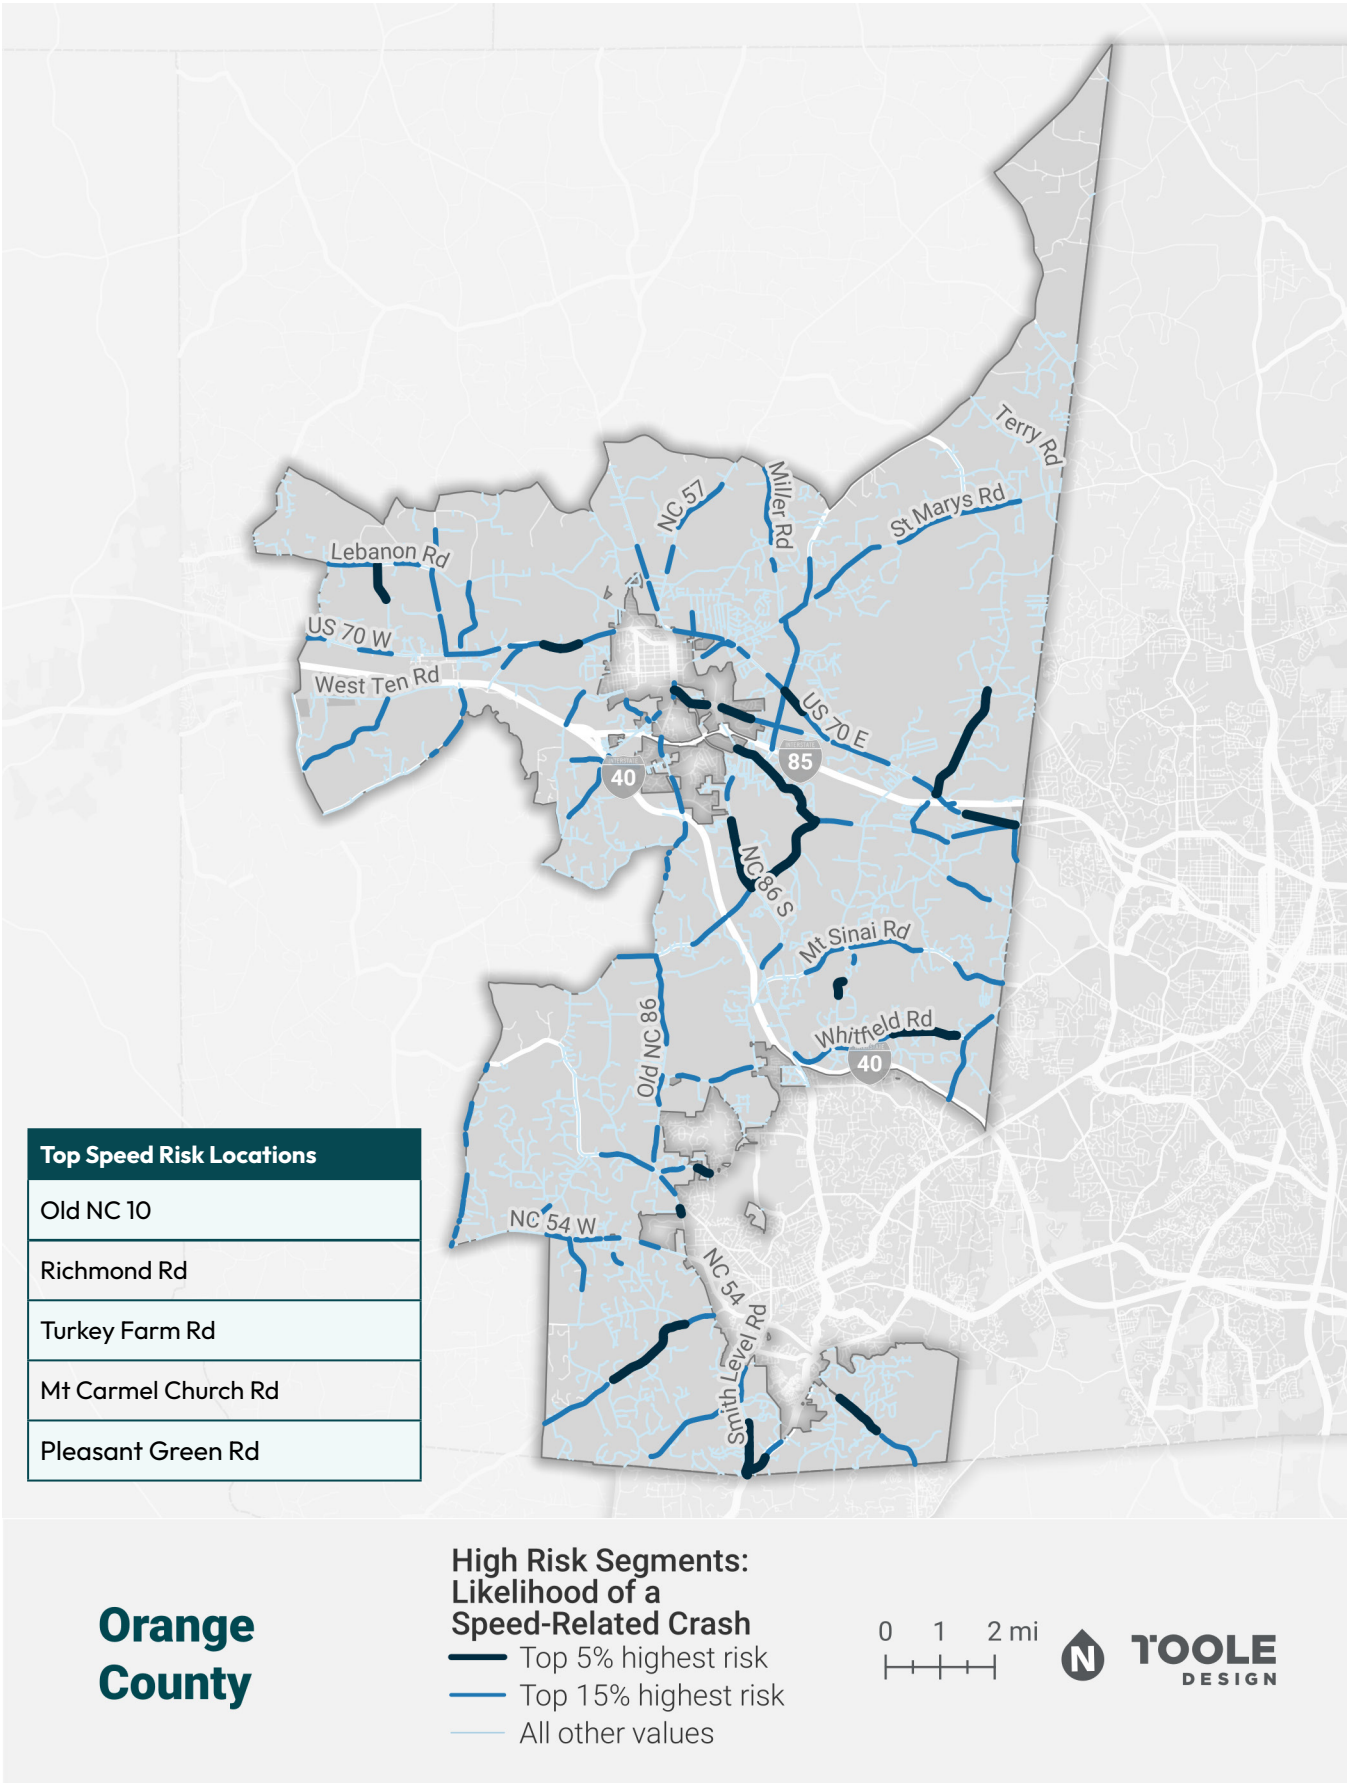 Terry Rd
NC 57
Miller Rd
St Marys Rd
Lebanon Rd
US 70 W
West Ten Rd
US 70 E
85
40
NC 86 S
Mt Sinai Rd
Old NC 86
Whitfield Rd
40
NC 54 W
NC 54
Smith Level Rd
Top Speed Risk Locations
Old NC 10
Richmond Rd
Turkey Farm Rd
Mt Carmel Church Rd
Pleasant Green Rd
Orange
County
High Risk Segments:
Likelihood of a
Speed-Related Crash
Top 5% highest risk
Top 15% highest risk
All other values
0 1 2 mi
N
TOOLE
DESIGN